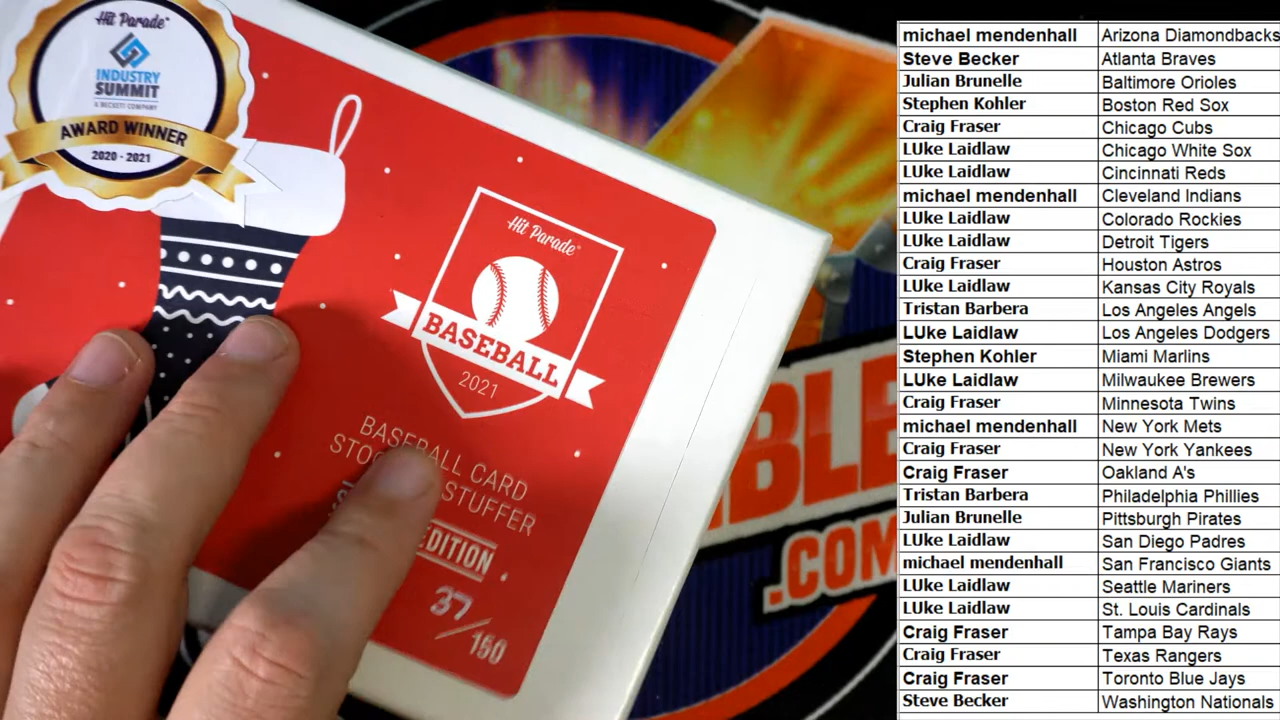 Hit Parade
INDUSTRY
SUMMIT
A BECKETT COMPANY
AWARD WINNER
2020 - 2021
Hit Parade
BASEBALL
2021
BASEBALL CARD
STUFFER
EDITION
37/150
.COM
michael mendenhall Arizona Diamondbacks
Steve Becker Atlanta Braves
Julian Brunelle Baltimore Orioles
Stephen Kohler Boston Red Sox
Craig Fraser Chicago Cubs
LUke Laidlaw Chicago White Sox
LUke Laidlaw Cincinnati Reds
michael mendenhall Cleveland Indians
LUke Laidlaw Colorado Rockies
LUke Laidlaw Detroit Tigers
Craig Fraser Houston Astros
LUke Laidlaw Kansas City Royals
Tristan Barbera Los Angeles Angels
LUke Laidlaw Los Angeles Dodgers
Stephen Kohler Miami Marlins
LUke Laidlaw Milwaukee Brewers
Craig Fraser Minnesota Twins
michael mendenhall New York Mets
Craig Fraser New York Yankees
Craig Fraser Oakland A's
Tristan Barbera Philadelphia Phillies
Julian Brunelle Pittsburgh Pirates
LUke Laidlaw San Diego Padres
michael mendenhall San Francisco Giants
LUke Laidlaw Seattle Mariners
LUke Laidlaw St. Louis Cardinals
Craig Fraser Tampa Bay Rays
Craig Fraser Texas Rangers
Craig Fraser Toronto Blue Jays
Steve Becker Washington Nationals